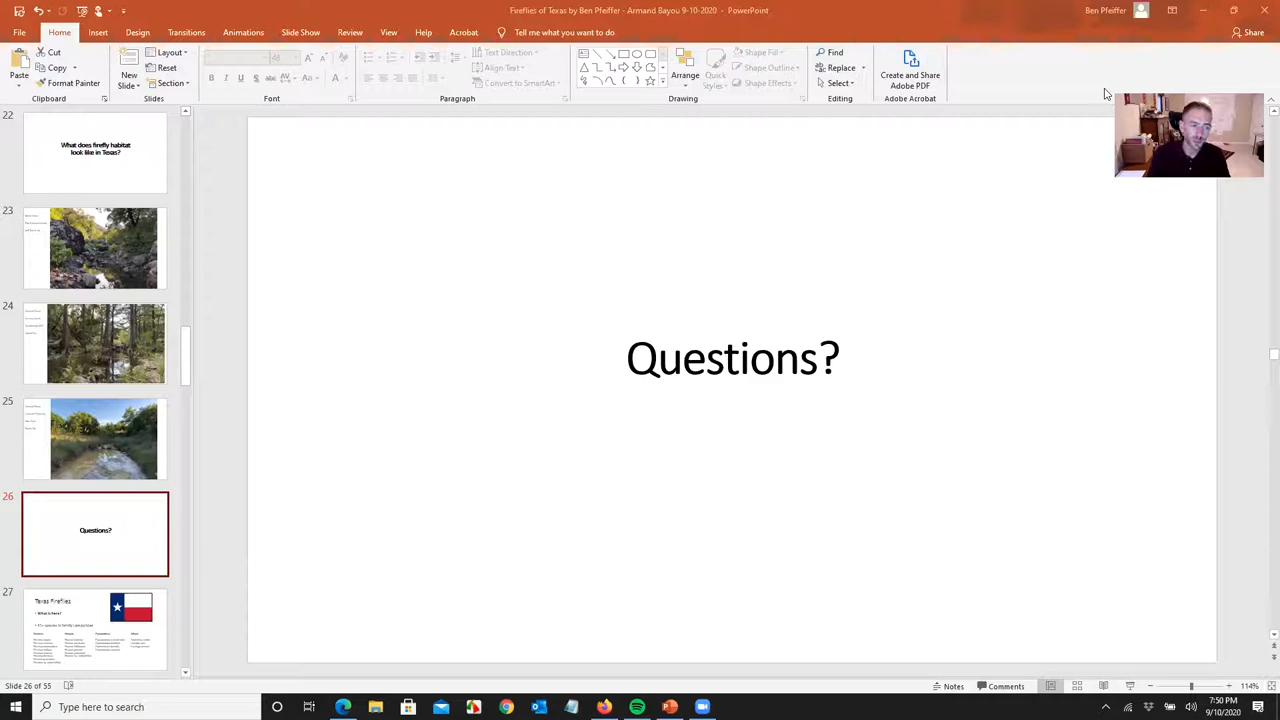 Fireflies of Texas by Ben Pfeiffer - Armand Bayou 9-10-2020 - PowerPoint
Ben Pfeiffer
File Home Insert Design Transitions Animations Slide Show Review View Help Acrobat Tell me what you want to do
Share
Paste
Cut
Copy
Format Painter
Clipboard
New
Slide
Layout
Reset
Section
Slides
Font
Text Direction
Align Text
Convert to SmartArt
Paragraph
Arrange
Quick
Styles
Shape Fill
Shape Outline
Shape Effects
Drawing
Find
Replace
Select
Editing
Create and Share
Adobe PDF
Adobe Acrobat
22
What does firefly habitat
look like in Texas?
23
24
25
26
Questions?
27
Texas Fireflies
What is here?
Questions?
Slide 26 of 55
Notes
Comments
114%
Type here to search
7:50 PM
9/10/2020